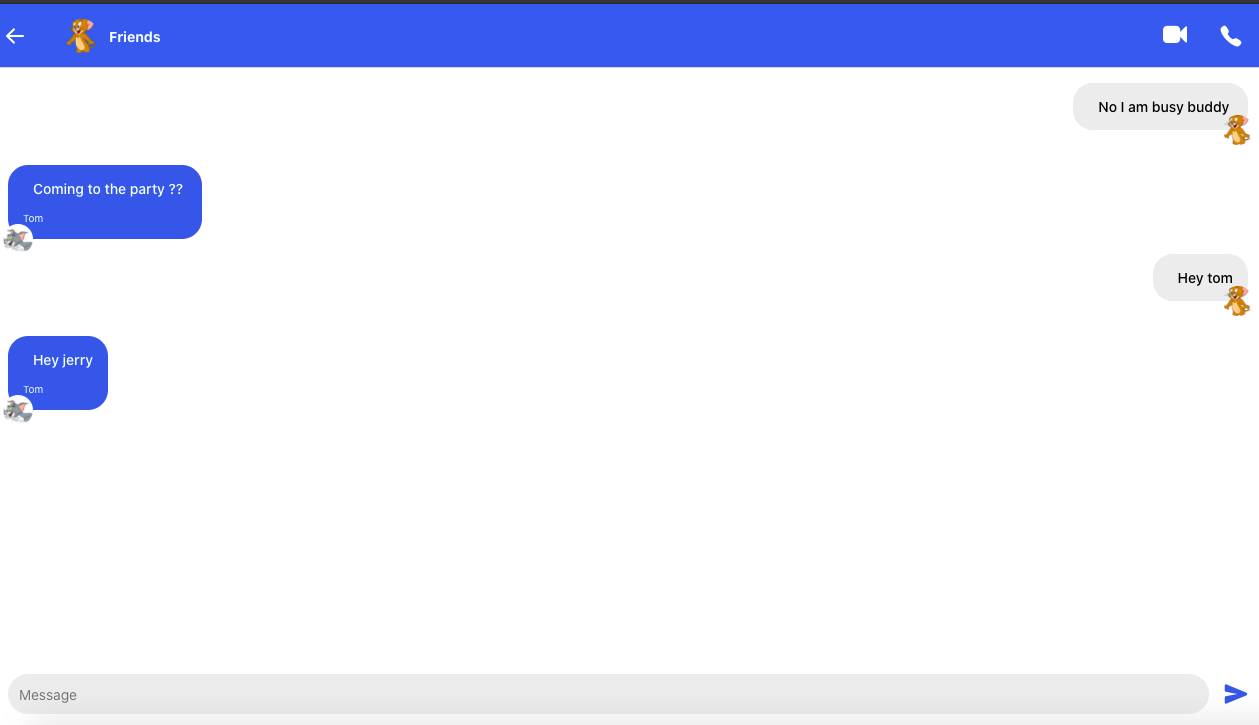 Friends
No I am busy buddy
Coming to the party ??
Tom
Hey tom
Hey jerry
Tom
Message